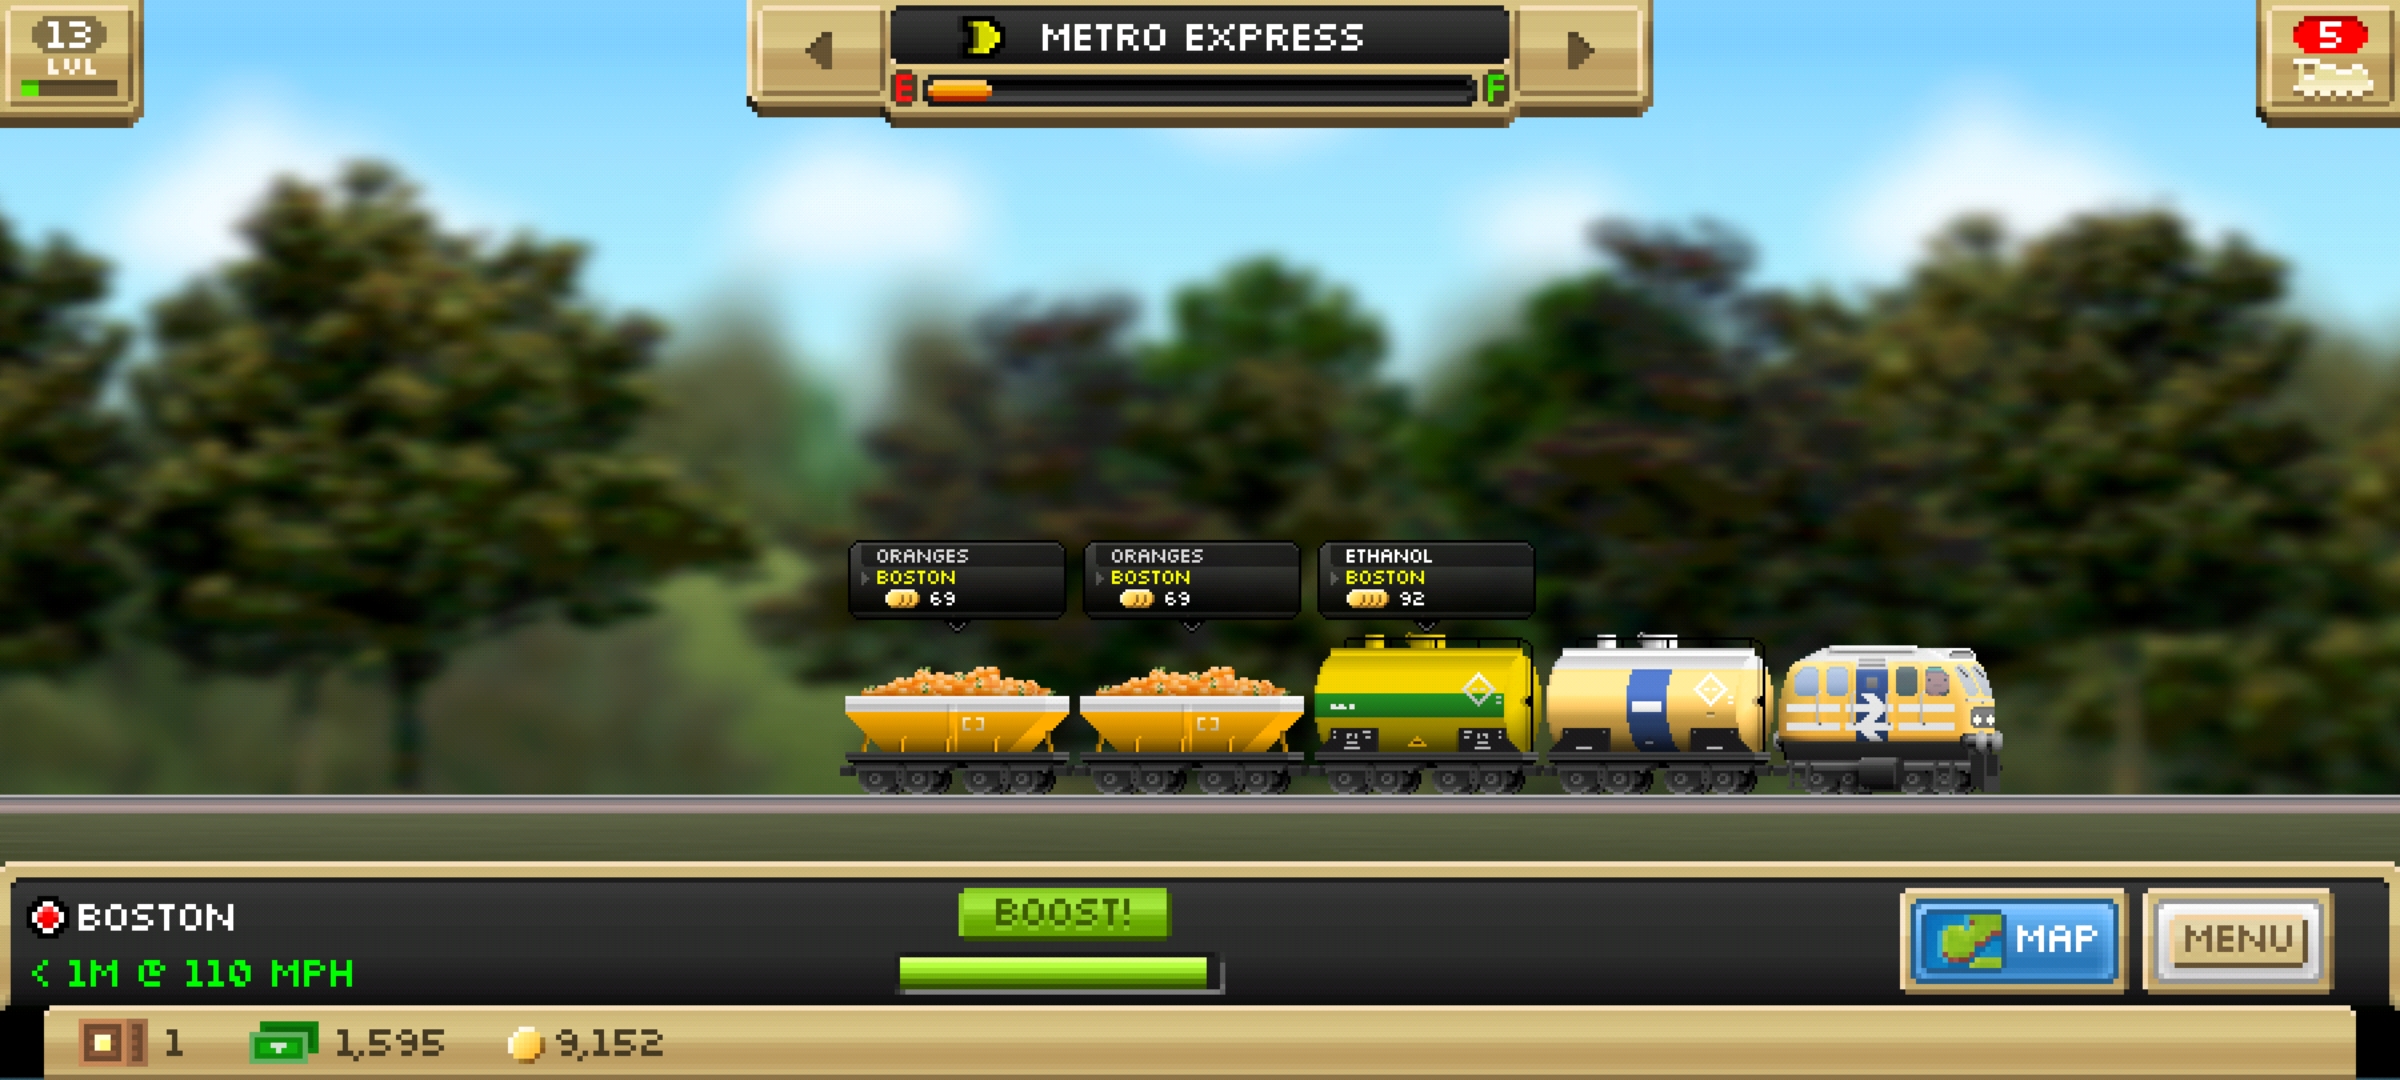 13
LVL
METRO EXPRESS
E
F
5
ORANGES
BOSTON
69
ORANGES
BOSTON
69
ETHANOL
BOSTON
92
BOSTON
< 1M @ 110 MPH
BOOST!
MAP
MENU
1
1,595
9,152